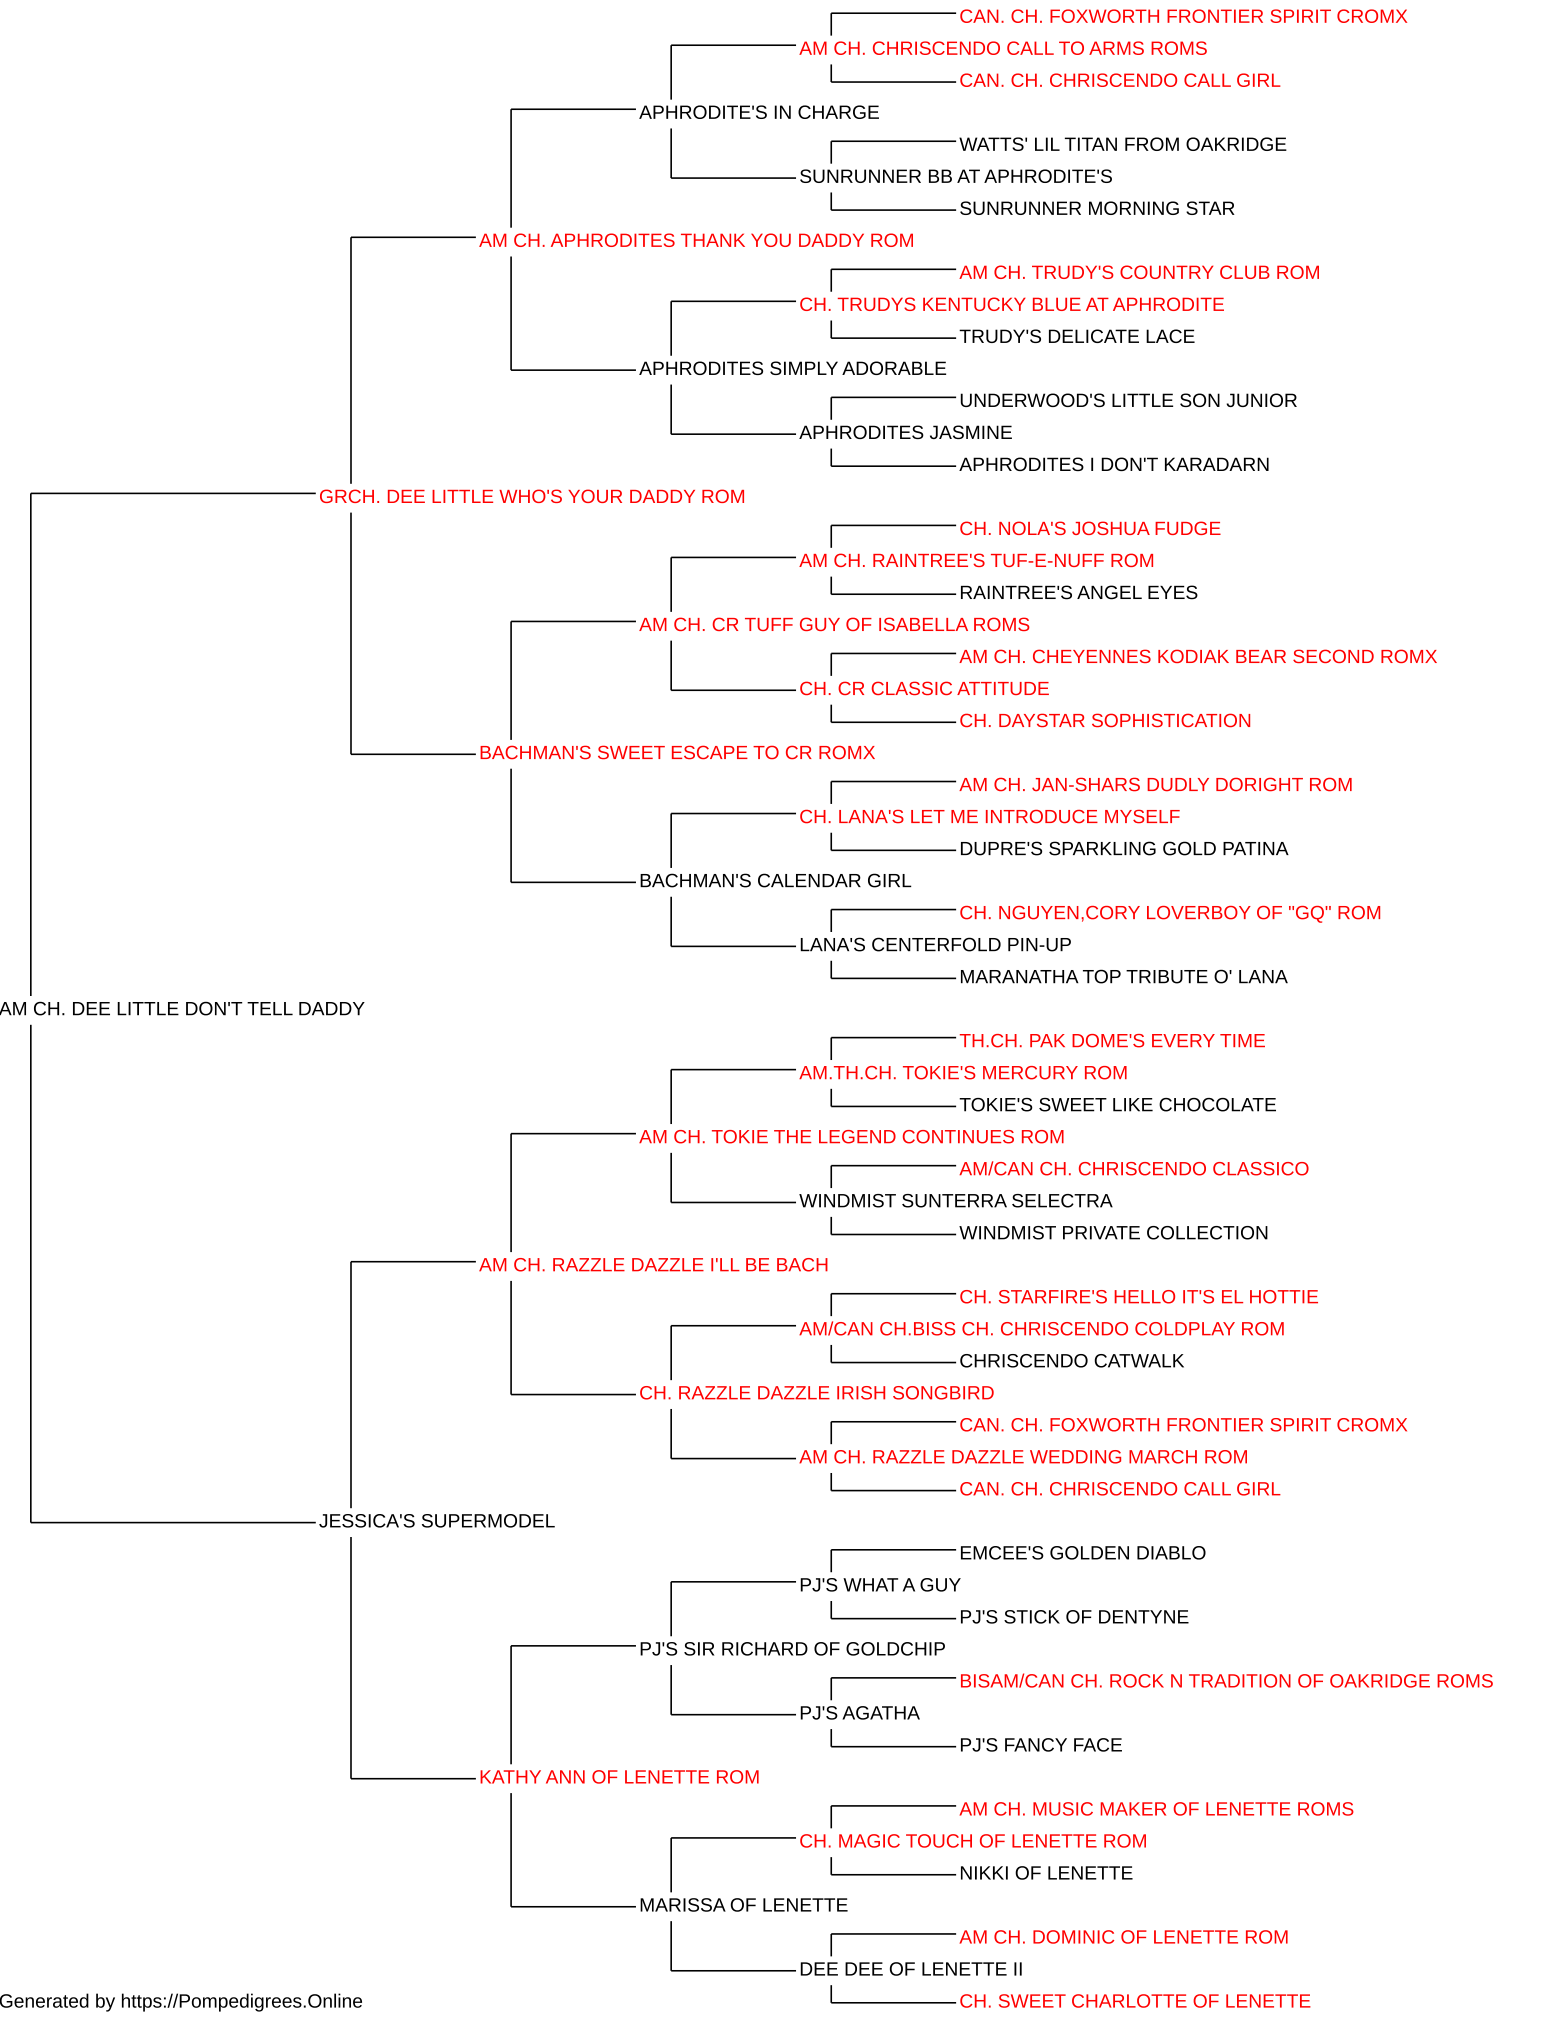 CAN. CH. FOXWORTH FRONTIER SPIRIT CROMX
AM CH. CHRISCENDO CALL TO ARMS ROMS
CAN. CH. CHRISCENDO CALL GIRL
APHRODITE'S IN CHARGE
WATTS' LIL TITAN FROM OAKRIDGE
SUNRUNNER BB AT APHRODITE'S
SUNRUNNER MORNING STAR
AM CH. APHRODITES THANK YOU DADDY ROM
AM CH. TRUDY'S COUNTRY CLUB ROM
CH. TRUDYS KENTUCKY BLUE AT APHRODITE
TRUDY'S DELICATE LACE
APHRODITES SIMPLY ADORABLE
UNDERWOOD'S LITTLE SON JUNIOR
APHRODITES JASMINE
APHRODITES I DON'T KARADARN
GRCH. DEE LITTLE WHO'S YOUR DADDY ROM
CH. NOLA'S JOSHUA FUDGE
AM CH. RAINTREE'S TUF-E-NUFF ROM
RAINTREE'S ANGEL EYES
AM CH. CR TUFF GUY OF ISABELLA ROMS
AM CH. CHEYENNES KODIAK BEAR SECOND ROMX
CH. CR CLASSIC ATTITUDE
CH. DAYSTAR SOPHISTICATION
BACHMAN'S SWEET ESCAPE TO CR ROMX
AM CH. JAN-SHARS DUDLY DORIGHT ROM
CH. LANA'S LET ME INTRODUCE MYSELF
DUPRE'S SPARKLING GOLD PATINA
BACHMAN'S CALENDAR GIRL
CH. NGUYEN,CORY LOVERBOY OF "GQ" ROM
LANA'S CENTERFOLD PIN-UP
MARANATHA TOP TRIBUTE O' LANA
AM CH. DEE LITTLE DON'T TELL DADDY
TH.CH. PAK DOME'S EVERY TIME
AM.TH.CH. TOKIE'S MERCURY ROM
TOKIE'S SWEET LIKE CHOCOLATE
AM CH. TOKIE THE LEGEND CONTINUES ROM
AM/CAN CH. CHRISCENDO CLASSICO
WINDMIST SUNTERRA SELECTRA
WINDMIST PRIVATE COLLECTION
AM CH. RAZZLE DAZZLE I'LL BE BACH
CH. STARFIRE'S HELLO IT'S EL HOTTIE
AM/CAN CH.BISS CH. CHRISCENDO COLDPLAY ROM
CHRISCENDO CATWALK
CH. RAZZLE DAZZLE IRISH SONGBIRD
CAN. CH. FOXWORTH FRONTIER SPIRIT CROMX
AM CH. RAZZLE DAZZLE WEDDING MARCH ROM
CAN. CH. CHRISCENDO CALL GIRL
JESSICA'S SUPERMODEL
EMCEE'S GOLDEN DIABLO
PJ'S WHAT A GUY
PJ'S STICK OF DENTYNE
PJ'S SIR RICHARD OF GOLDCHIP
BISAM/CAN CH. ROCK N TRADITION OF OAKRIDGE ROMS
PJ'S AGATHA
PJ'S FANCY FACE
KATHY ANN OF LENETTE ROM
AM CH. MUSIC MAKER OF LENETTE ROMS
CH. MAGIC TOUCH OF LENETTE ROM
NIKKI OF LENETTE
MARISSA OF LENETTE
AM CH. DOMINIC OF LENETTE ROM
DEE DEE OF LENETTE II
CH. SWEET CHARLOTTE OF LENETTE
Generated by https://Pompedigrees.Online